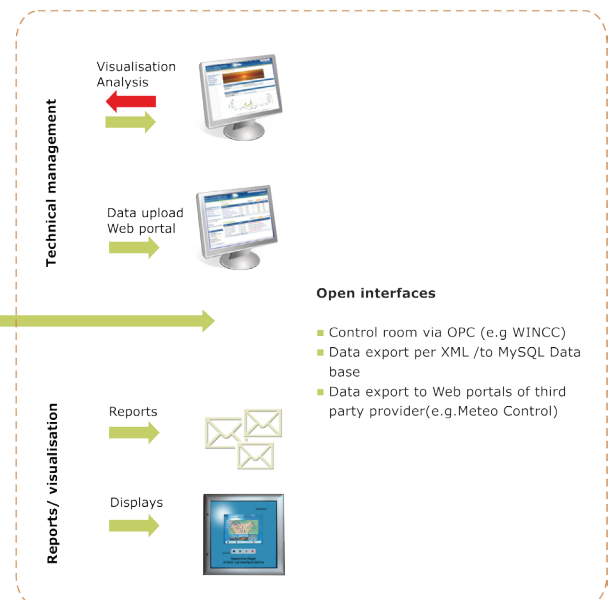 Technical management
Visualisation
Analysis
Data upload
Web portal
Open interfaces
Control room via OPC (e.g WINCC)
Data export per XML /to MySQL Data
base
Data export to Web portals of third
party provider(e.g.Meteo Control)
Reports/ visualisation
Reports
Displays